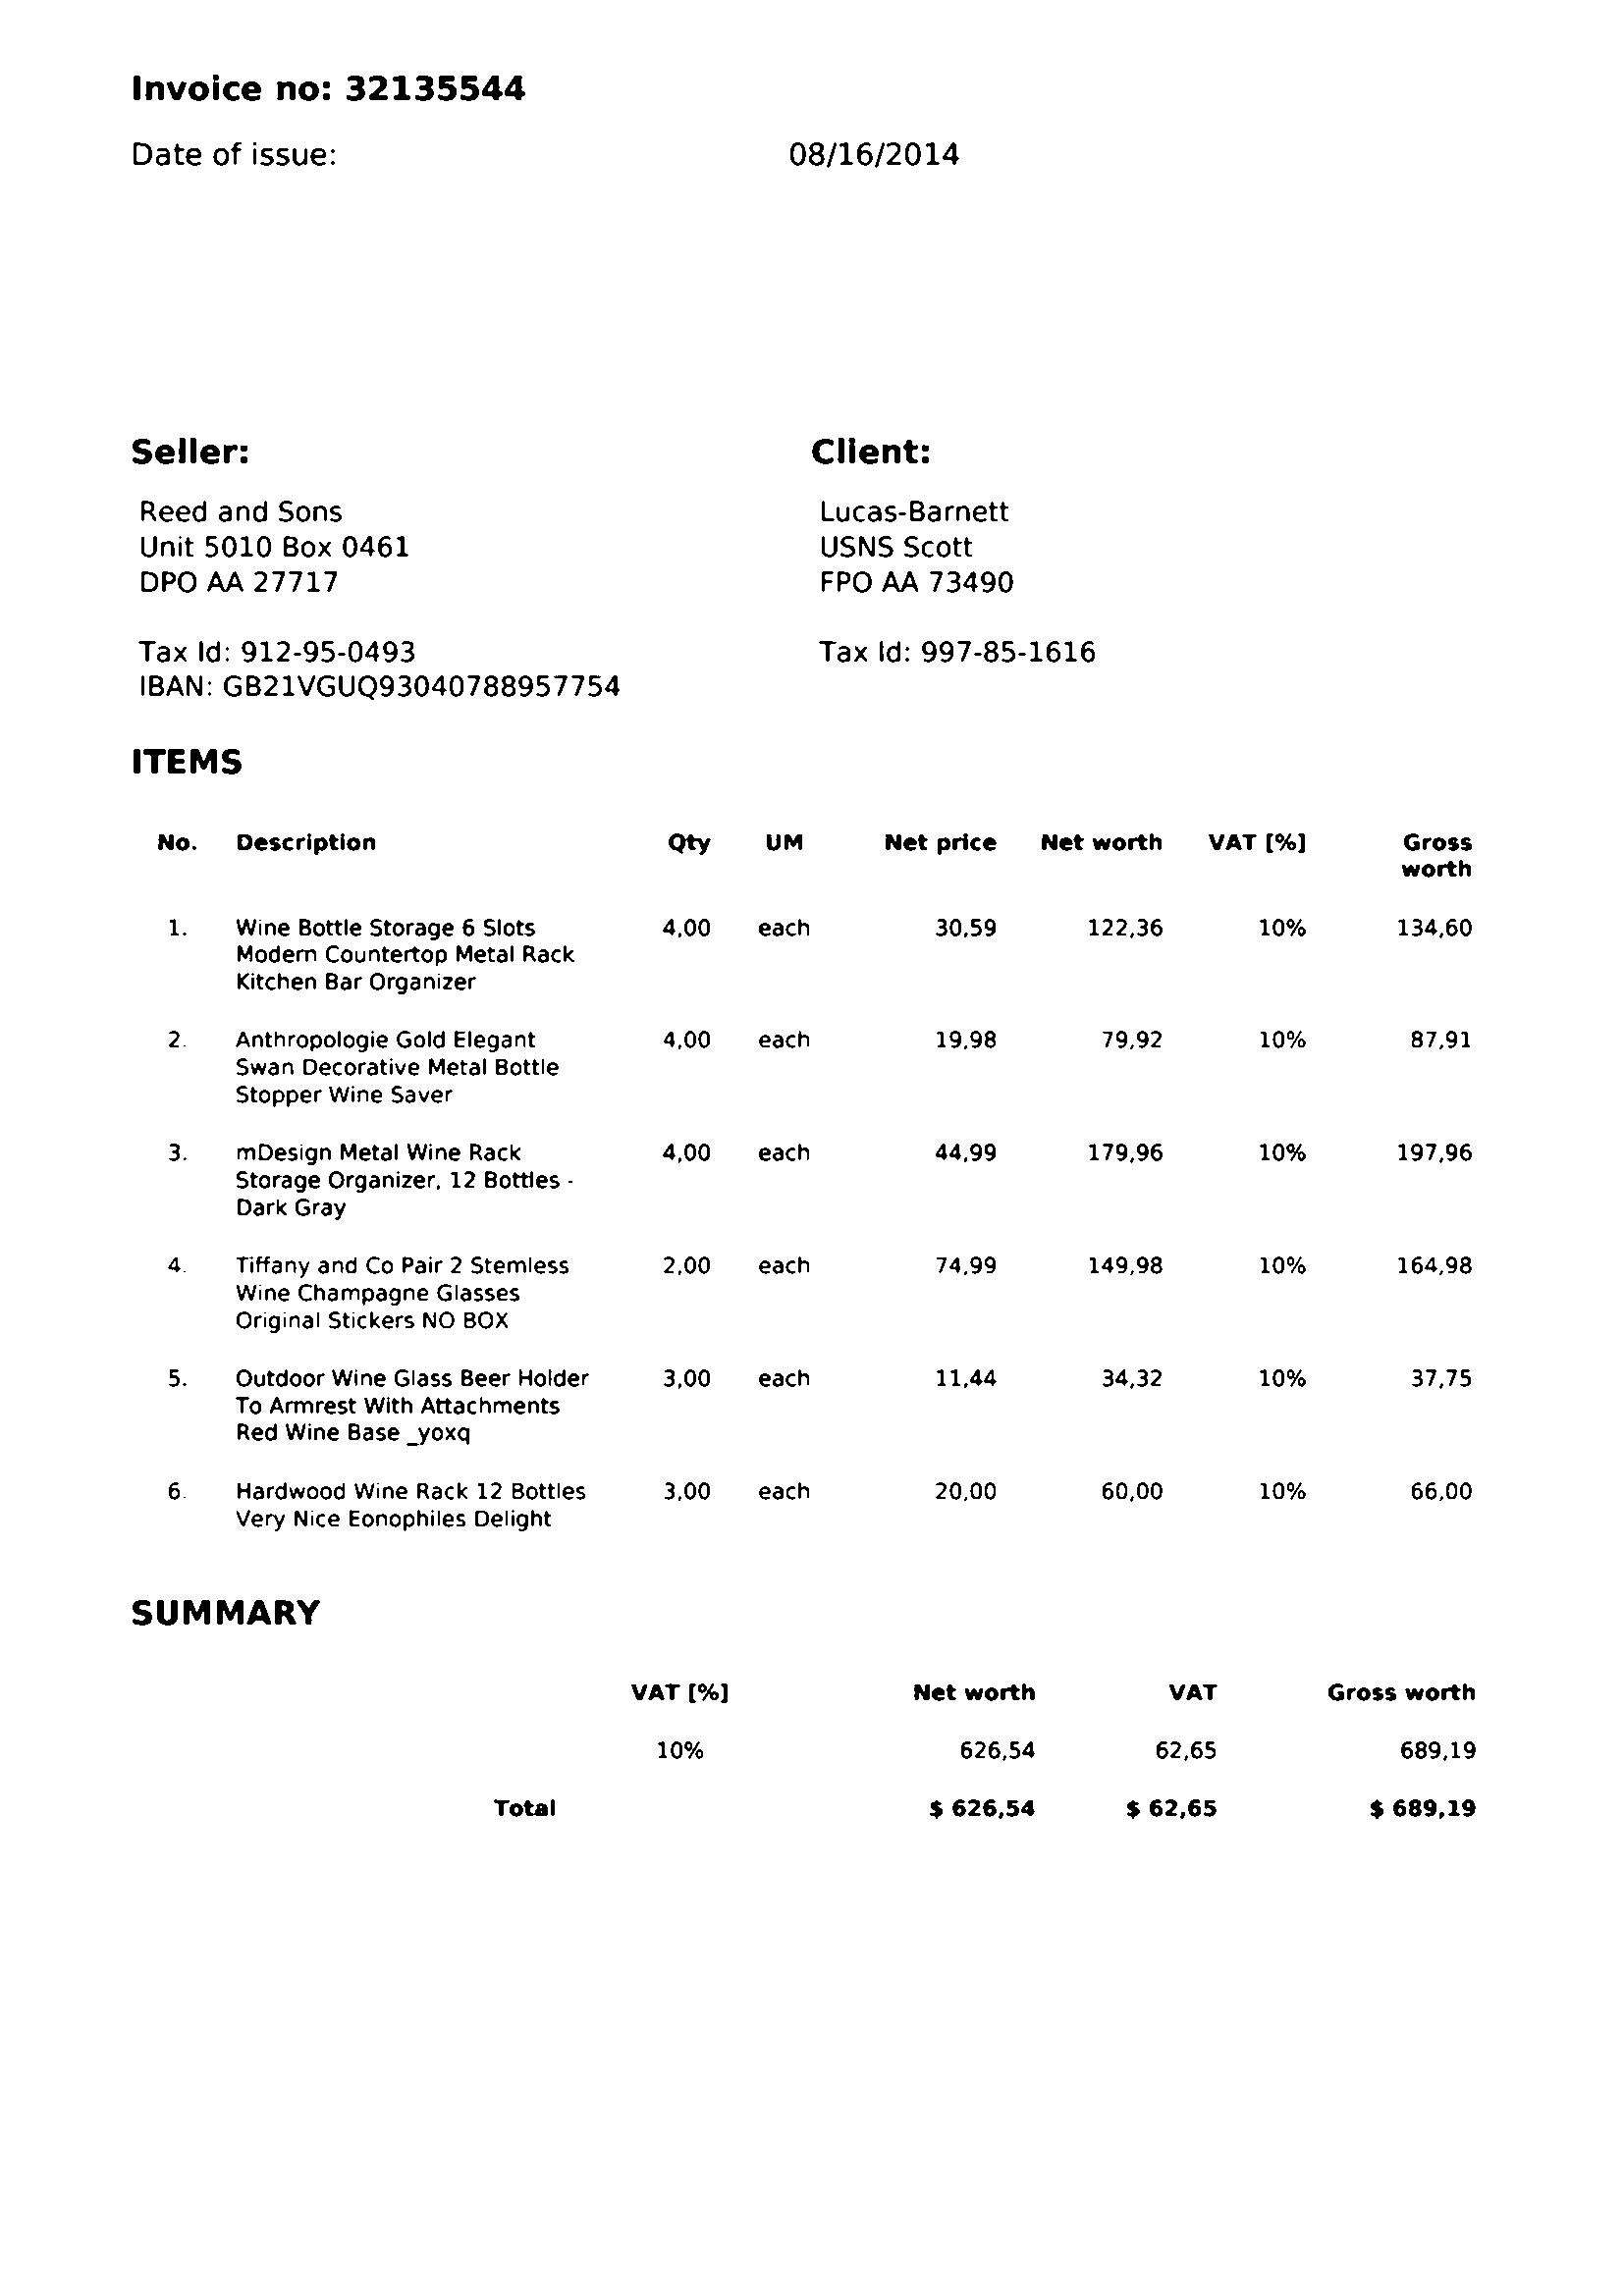 Invoice no: 32135544
Date of issue: 08/16/2014
Seller: Client:
Reed and Sons Lucas-Barnett
Unit 5010 Box 0461 USNS Scott
DPO AA 27717 FPO AA 73490
Tax Id: 912-95-0493 Tax Id: 997-85-1616
IBAN: GB21VGUQ93040788957754
ITEMS
No. Description Qty UM Net price Net worth VAT [%] Gross
worth
1. Wine Bottle Storage 6 Slots 4,00 each 30,59 122,36 10% 134,60
Modern Countertop Metal Rack
Kitchen Bar Organizer
2. Anthropologie Gold Elegant 4,00 each 19,98 79,92 10% 87,91
Swan Decorative Metal Bottle
Stopper Wine Saver
3. mDesign Metal Wine Rack 4,00 each 44,99 179,96 10% 197,96
Storage Organizer, 12 Bottles -
Dark Gray
4. Tiffany and Co Pair 2 Stemless 2,00 each 74,99 149,98 10% 164,98
Wine Champagne Glasses
Original Stickers NO BOX
5. Outdoor Wine Glass Beer Holder 3,00 each 11,44 34,32 10% 37,75
To Armrest With Attachments
Red Wine Base _yoxq
6. Hardwood Wine Rack 12 Bottles 3,00 each 20,00 60,00 10% 66,00
Very Nice Eonophiles Delight
SUMMARY
VAT [%] Net worth VAT Gross worth
10% 626,54 62,65 689,19
Total $ 626,54 $ 62,65 $ 689,19